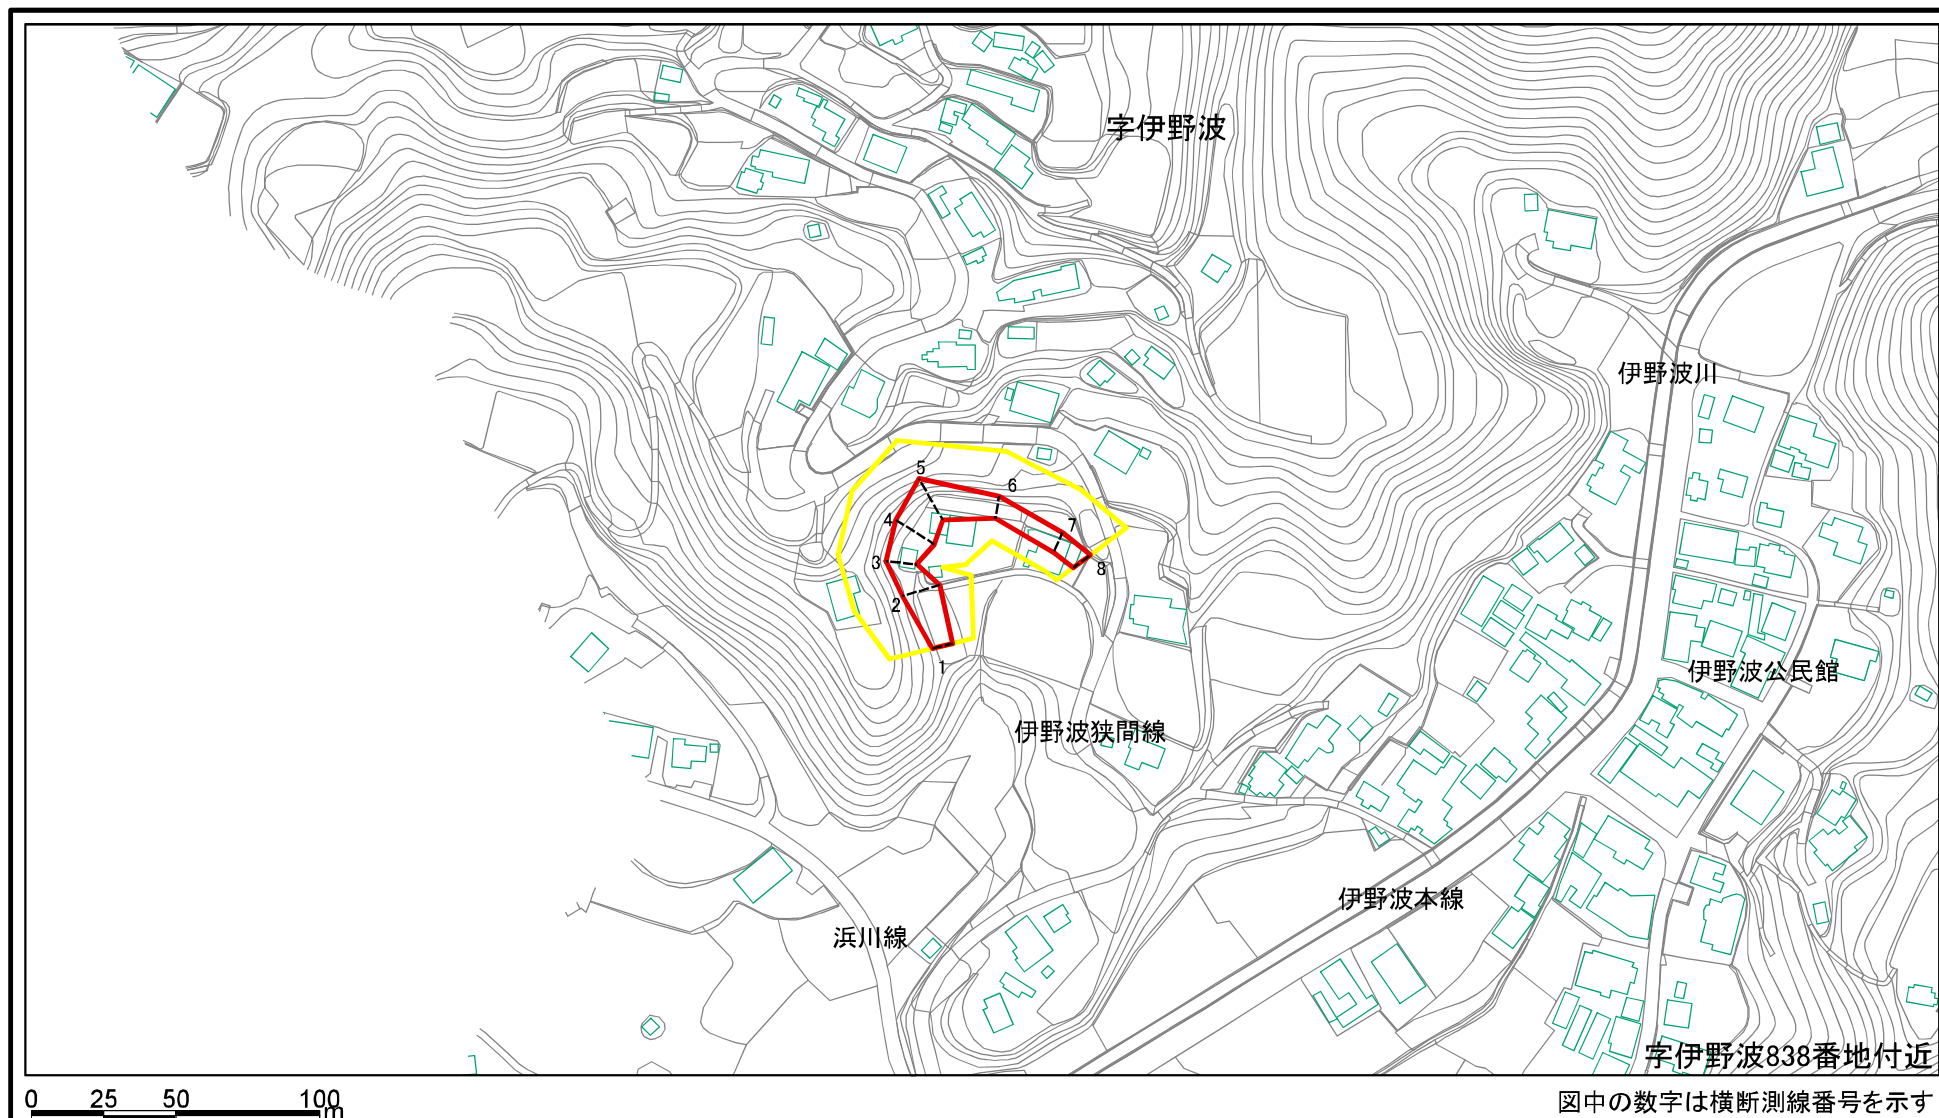 字伊野波
伊野波川
5
6
4
7
3
8
2
1
伊野波公民館
伊野波狭間線
伊野波本線
浜川線
字伊野波838番地付近
0 25 50 100m
図中の数字は横断測線番号を示す